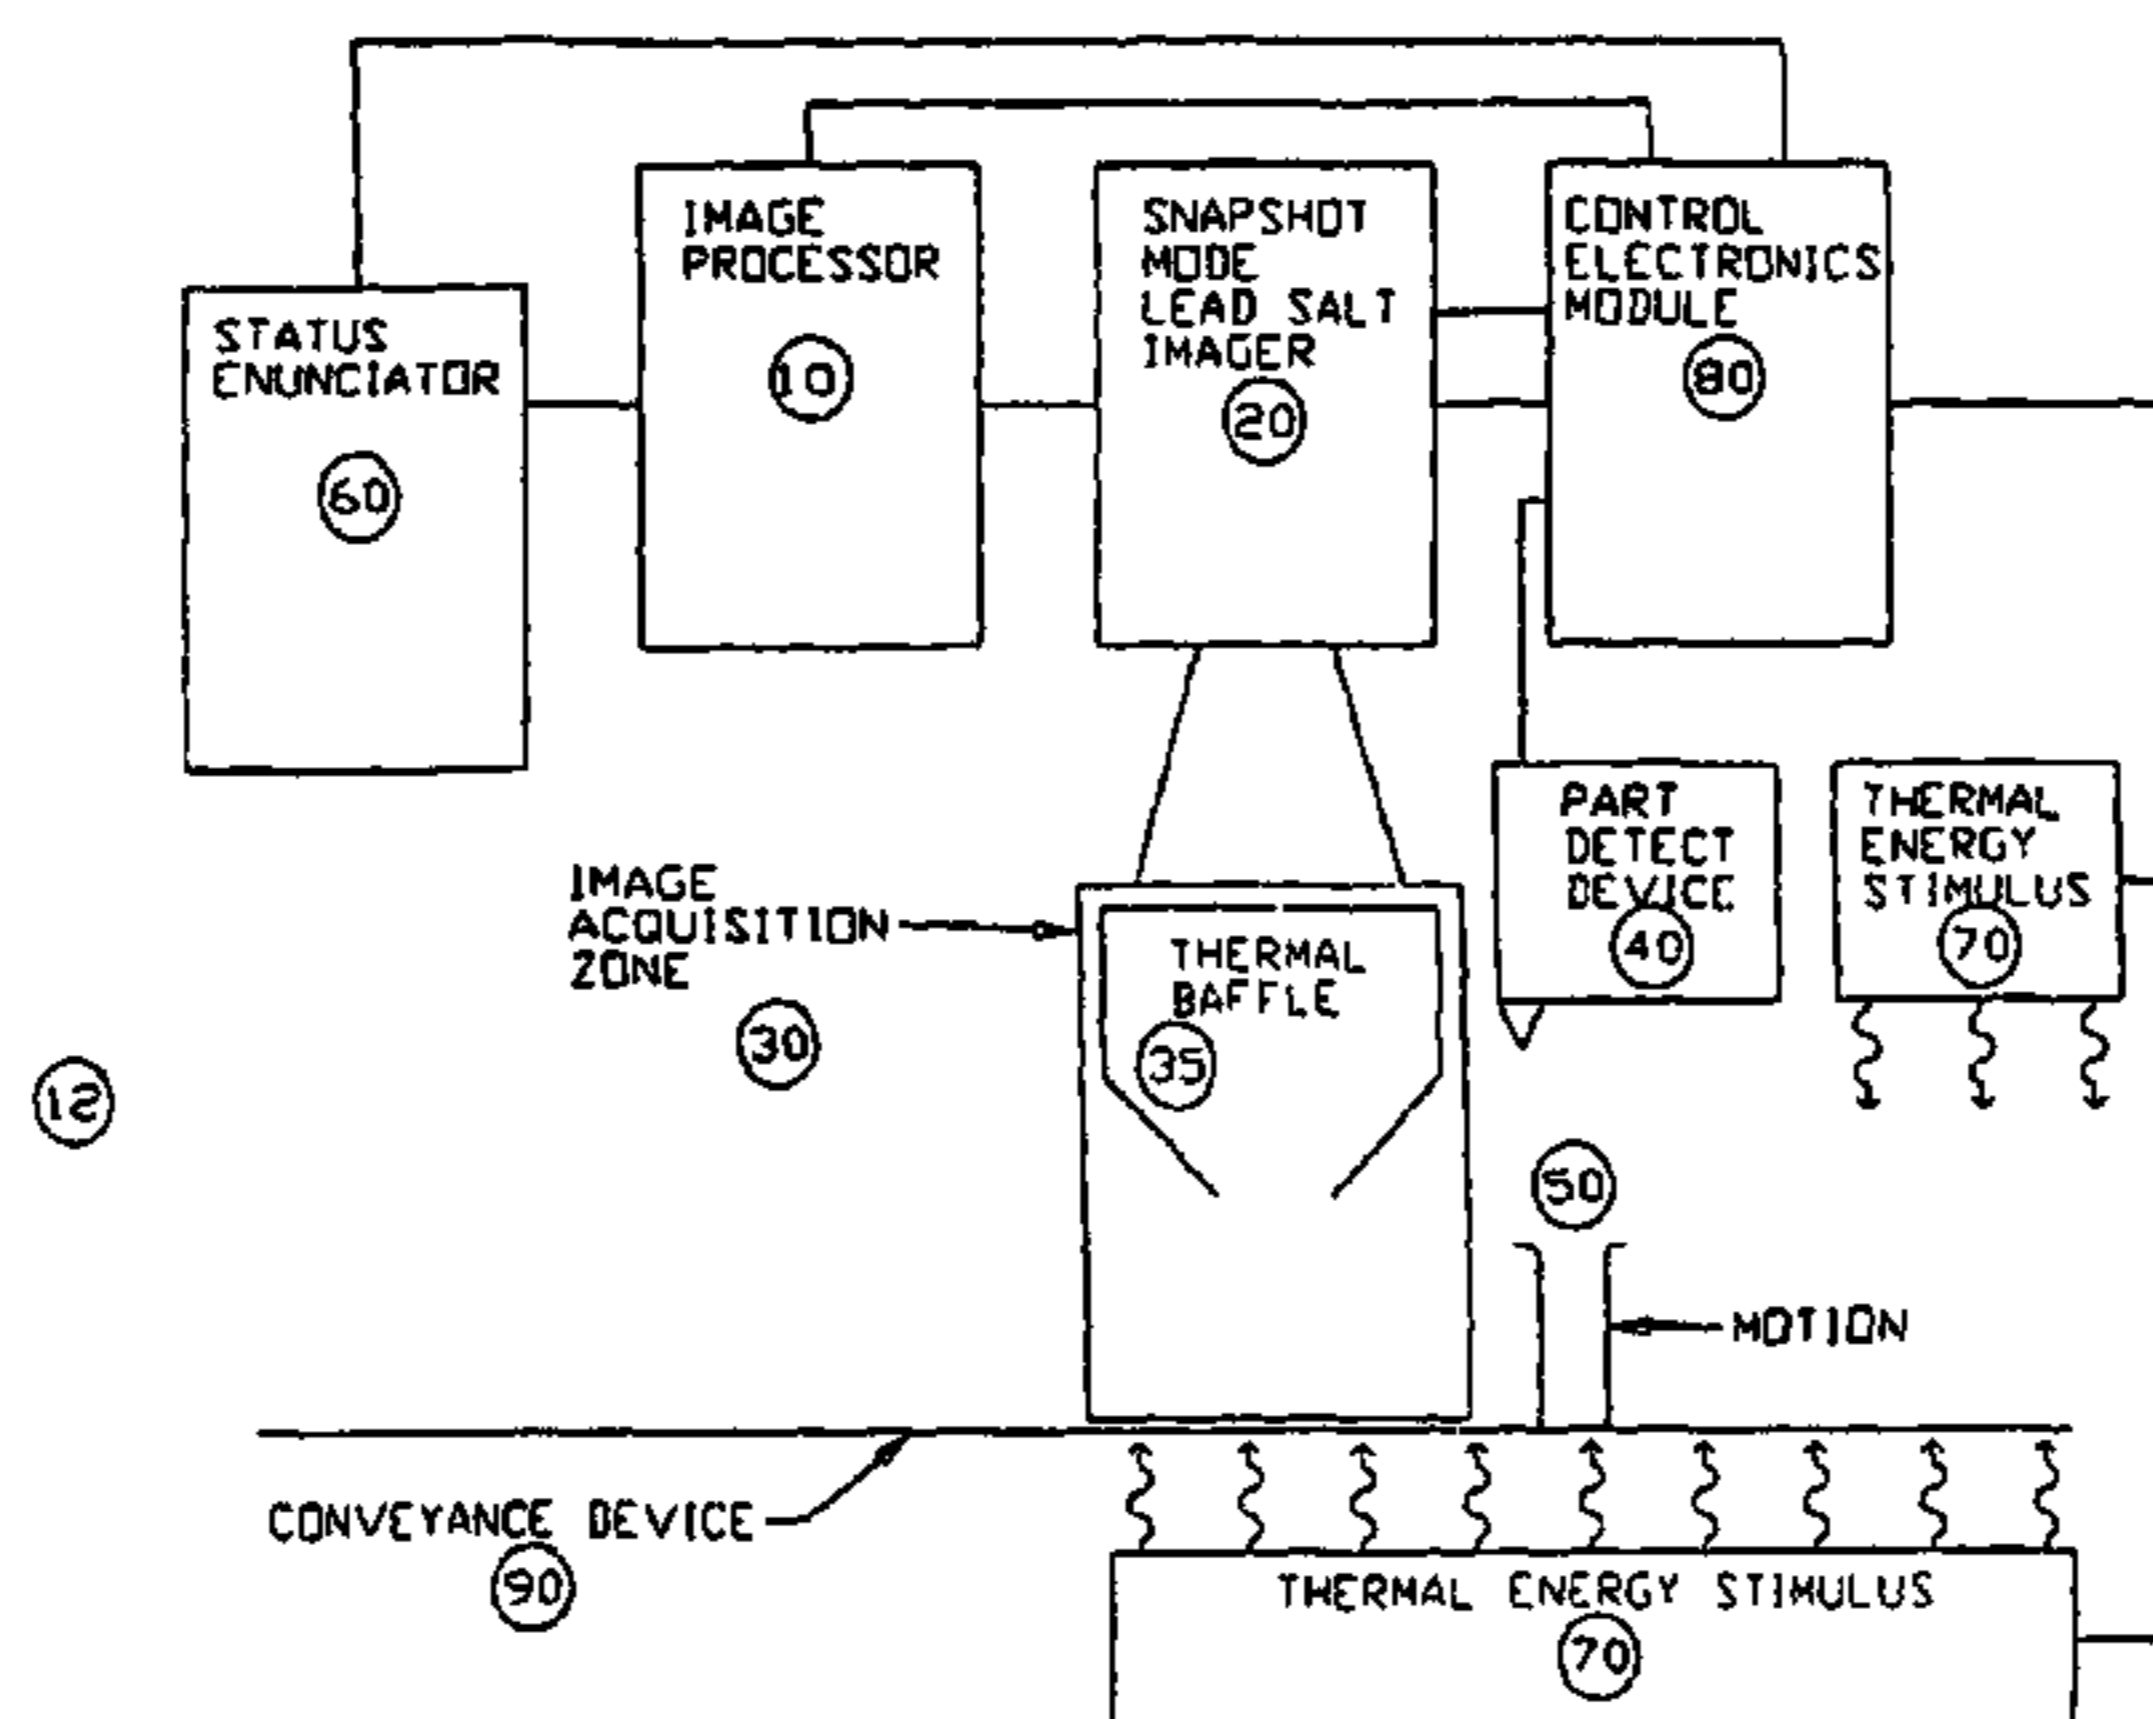 IMAGE
PROCESSOR
10
SNAPSHOT
MODE
LEAD SALT
IMAGER
20
CONTROL
ELECTRONICS
MODULE
80
STATUS
ENUNCIATOR
60
PART
DETECT
DEVICE
40
THERMAL
ENERGY
STIMULUS
70
IMAGE
ACQUISITION
ZONE
30
THERMAL
BAFFLE
35
12
50
MOTION
CONVEYANCE DEVICE
90
THERMAL ENERGY STIMULUS
70